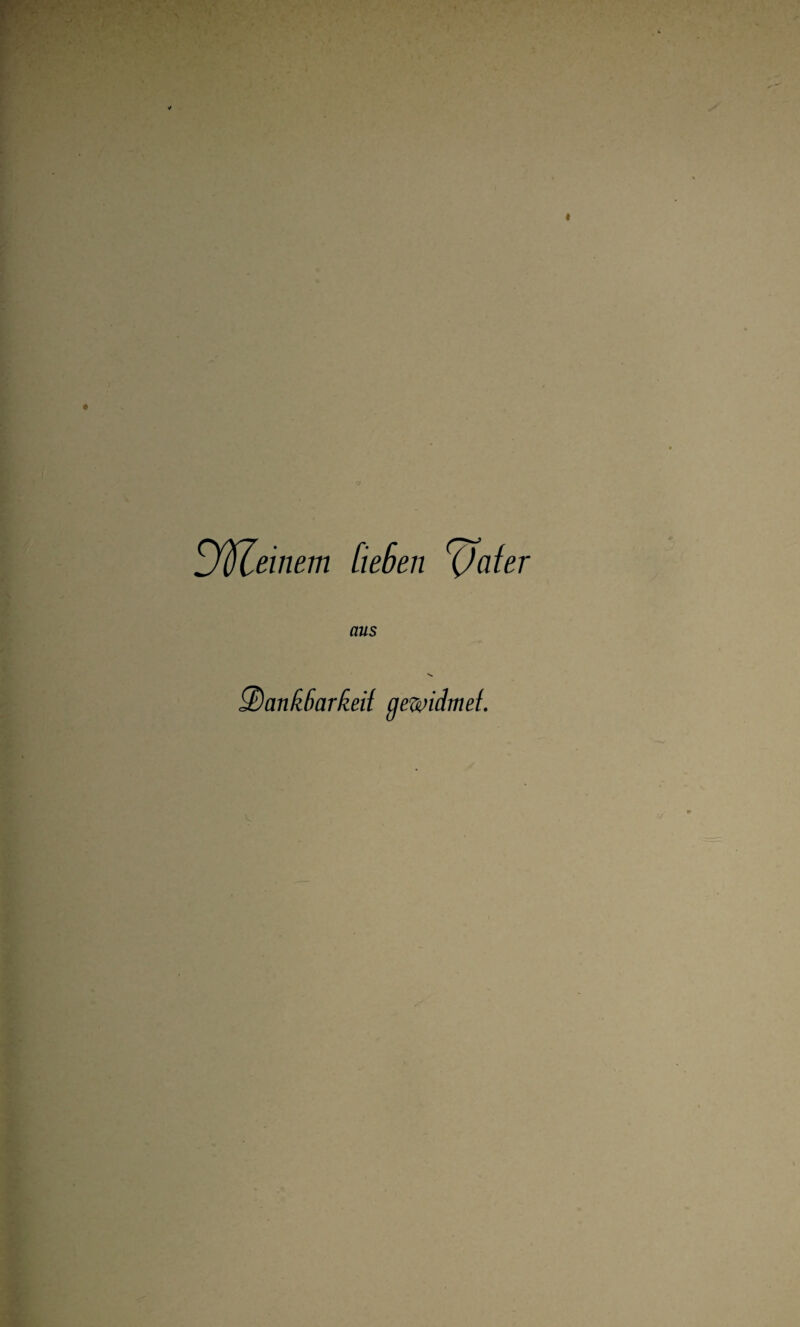 Meinem lieben Vater
aus
Dankbarkeit gewidmet.